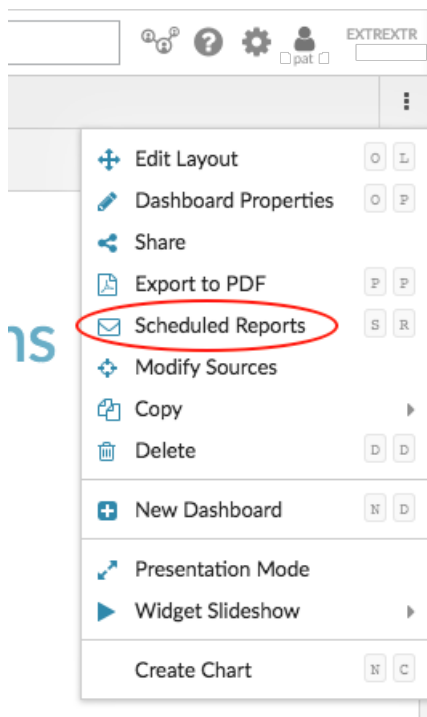 EXTREXTR
pat
Edit Layout O L
Dashboard Properties O P
Share
Export to PDF P P
Scheduled Reports S R
ns
Modify Sources
Copy
Delete D D
New Dashboard N D
Presentation Mode
Widget Slideshow
Create Chart N C